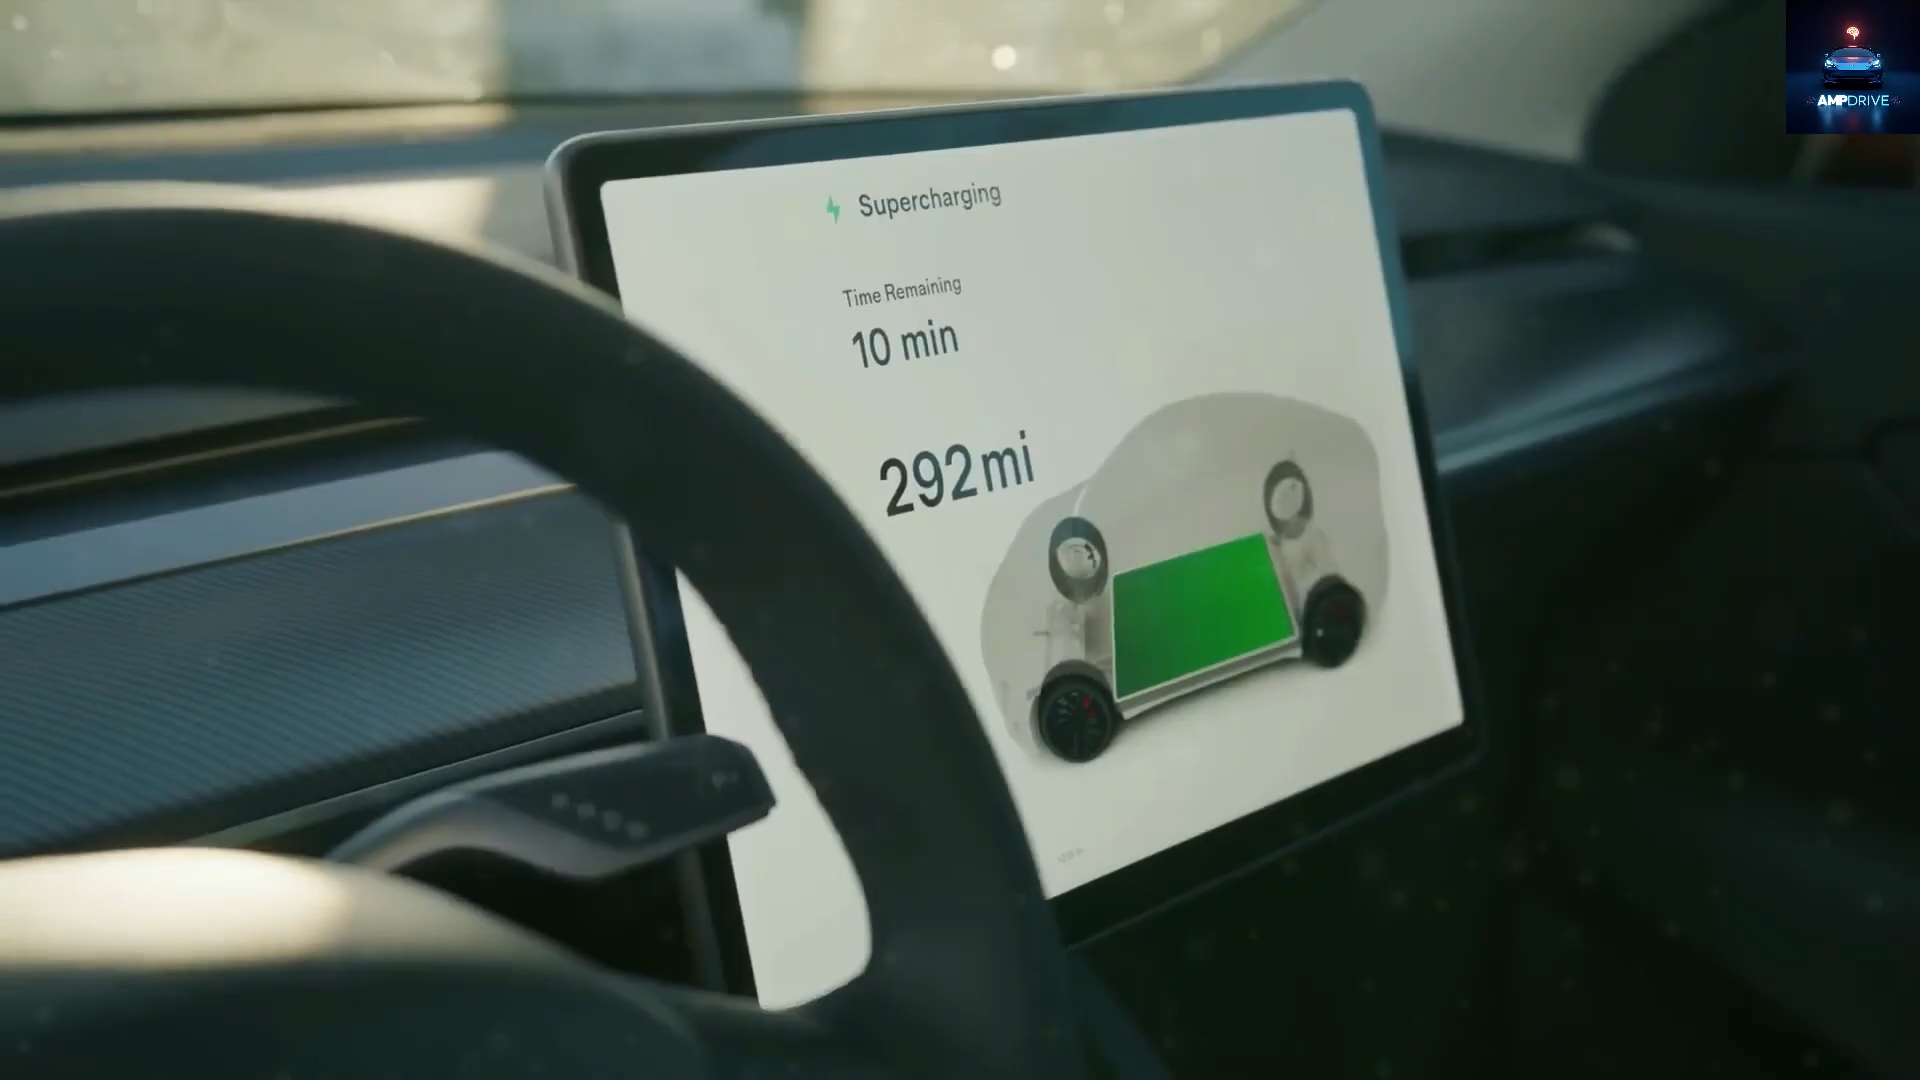 AMPDRIVE
Supercharging
Time Remaining
10 min
292 mi